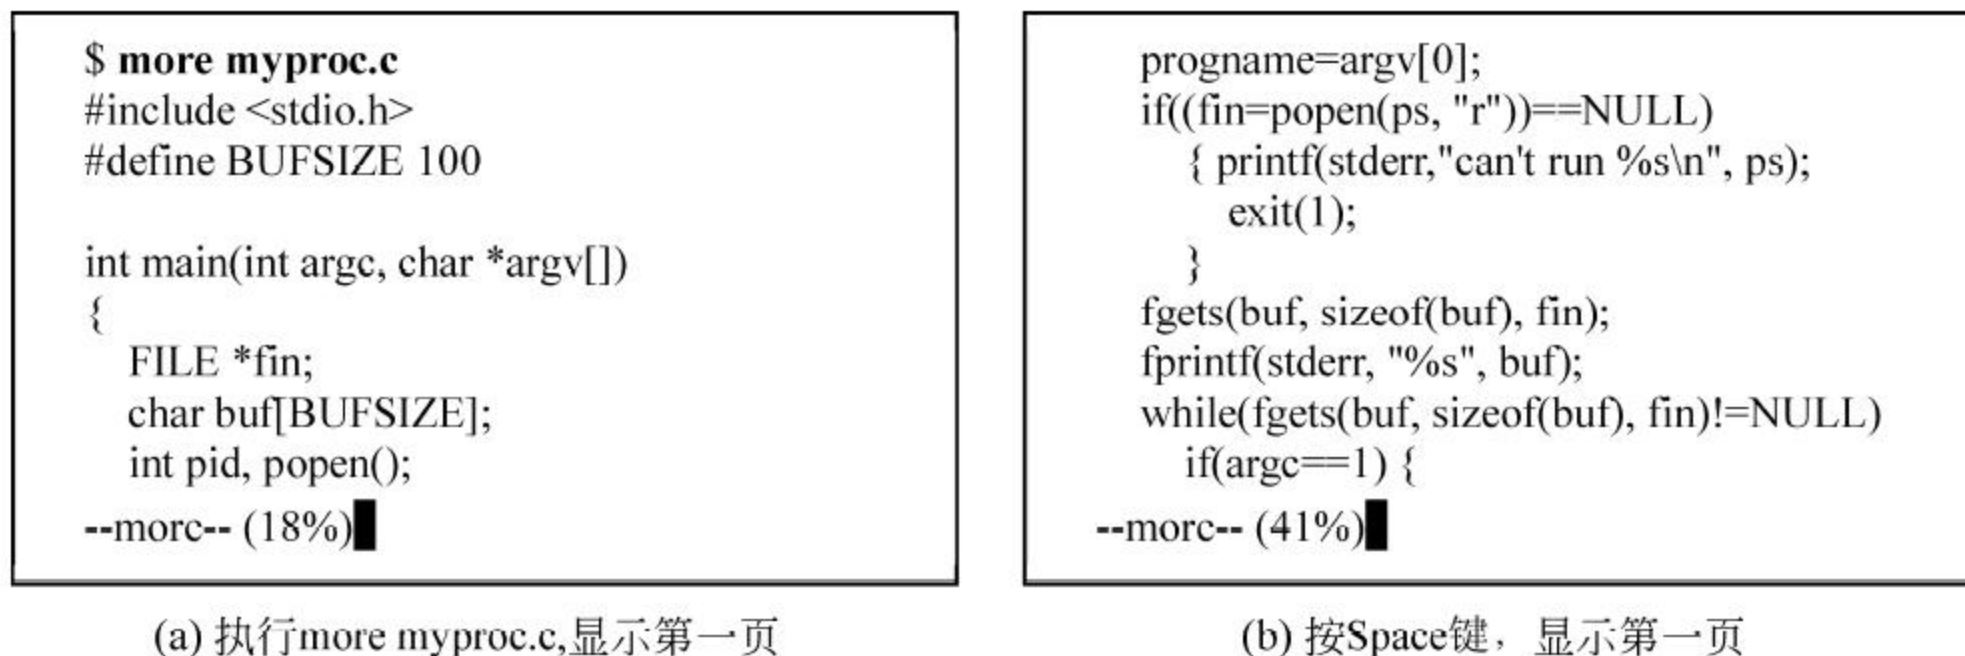 $ more myproc.c
#include <stdio.h>
#define BUFSIZE 100
int main(int argc, char *argv[])
{
FILE *fin;
char buf[BUFSIZE];
int pid, popen();
--more-- (18%)
(a) 执行more myproc.c,显示第一页
progname=argv[0];
if((fin=popen(ps, "r"))==NULL)
{ printf(stderr,"can't run %s\n", ps);
exit(1);
}
fgets(buf, sizeof(buf), fin);
fprintf(stderr, "%s", buf);
while(fgets(buf, sizeof(buf), fin)!=NULL)
if(argc==1) {
--more-- (41%)
(b) 按Space键，显示第一页